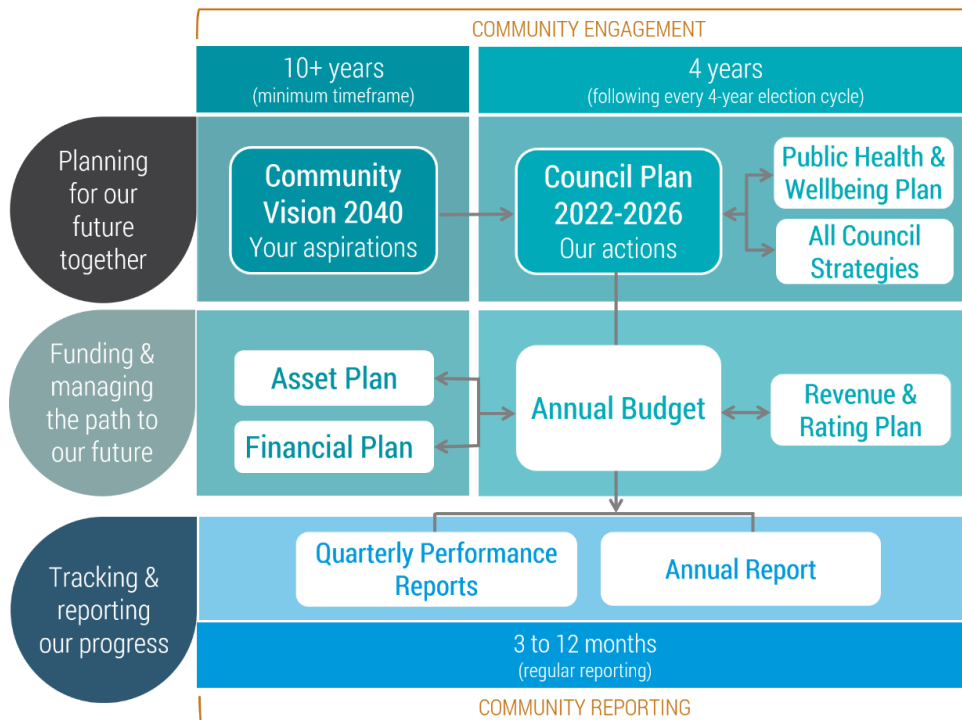 COMMUNITY ENGAGEMENT
10+ years
(minimum timeframe)
4 years
(following every 4-year election cycle)
Planning
for our
future
together
Community
Vision 2040
Your aspirations
Council Plan
2022-2026
Our actions
Public Health &
Wellbeing Plan
All Council
Strategies
Funding &
managing
the path to
our future
Asset Plan
Financial Plan
Annual Budget
Revenue &
Rating Plan
Tracking &
reporting
our progress
Quarterly Performance
Reports
Annual Report
3 to 12 months
(regular reporting)
COMMUNITY REPORTING